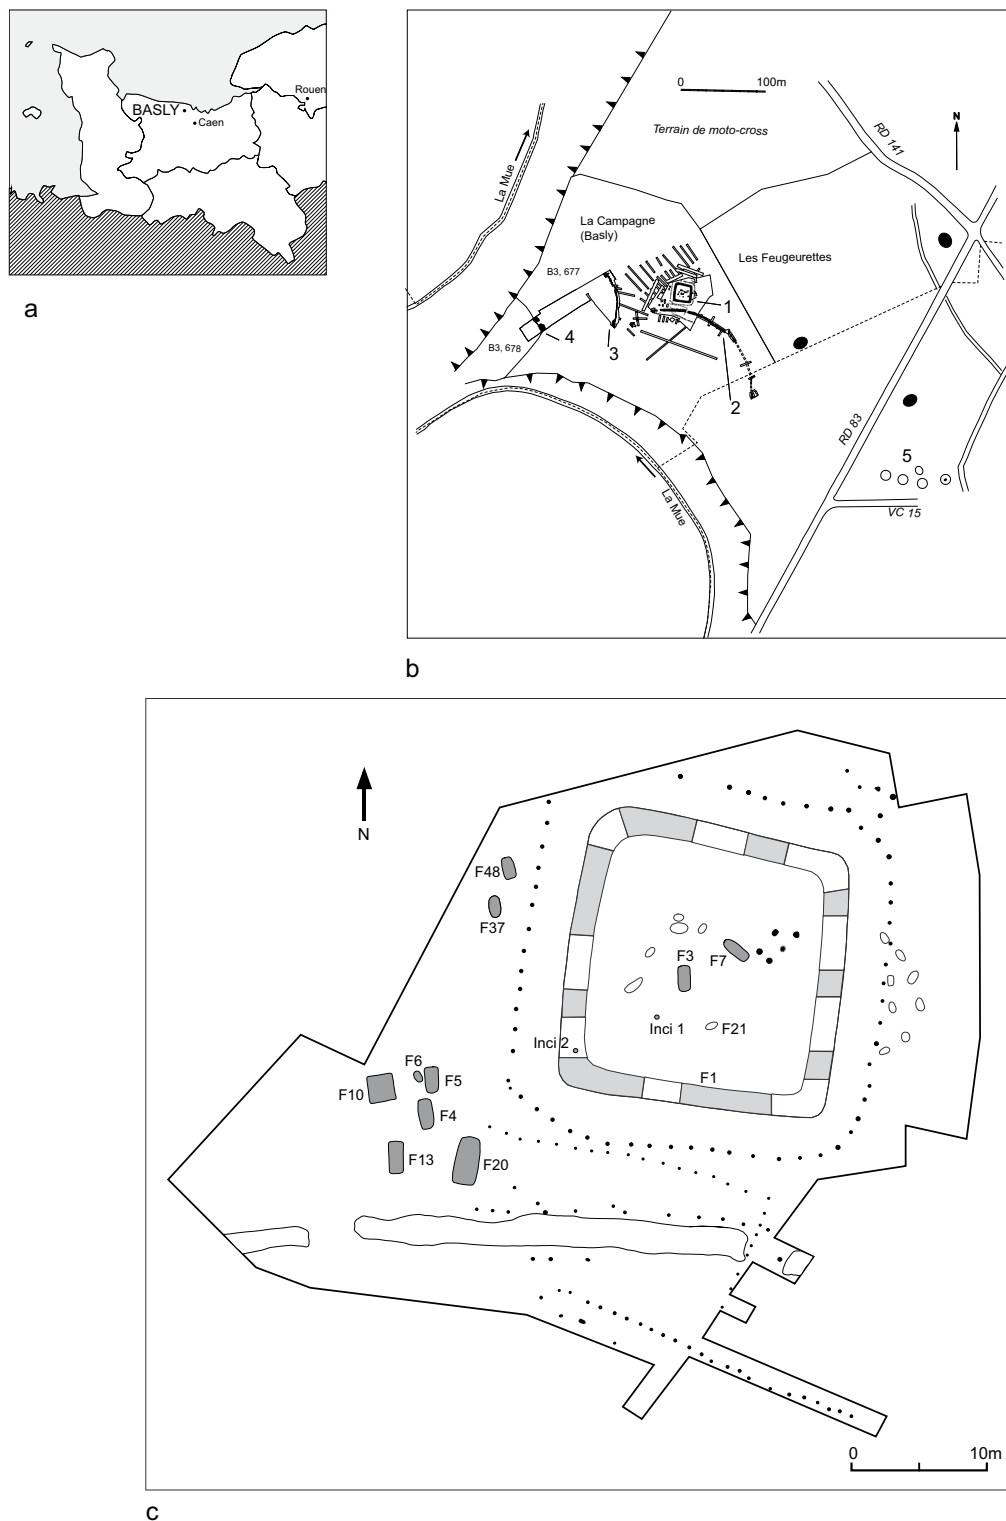 Rouen
BASLY
Caen
a
0 100m
Terrain de moto-cross
RD 141
N
La Mue
La Campagne
(Basly)
Les Feugeurettes
B3, 677
1
4
3
B3, 678
2
RD 83
5
La Mue
VC 15
b
N
F48
F37
F3
F7
Inci 1
F21
Inci 2
F6
F5
F1
F10
F4
F13
F20
0 10m
c